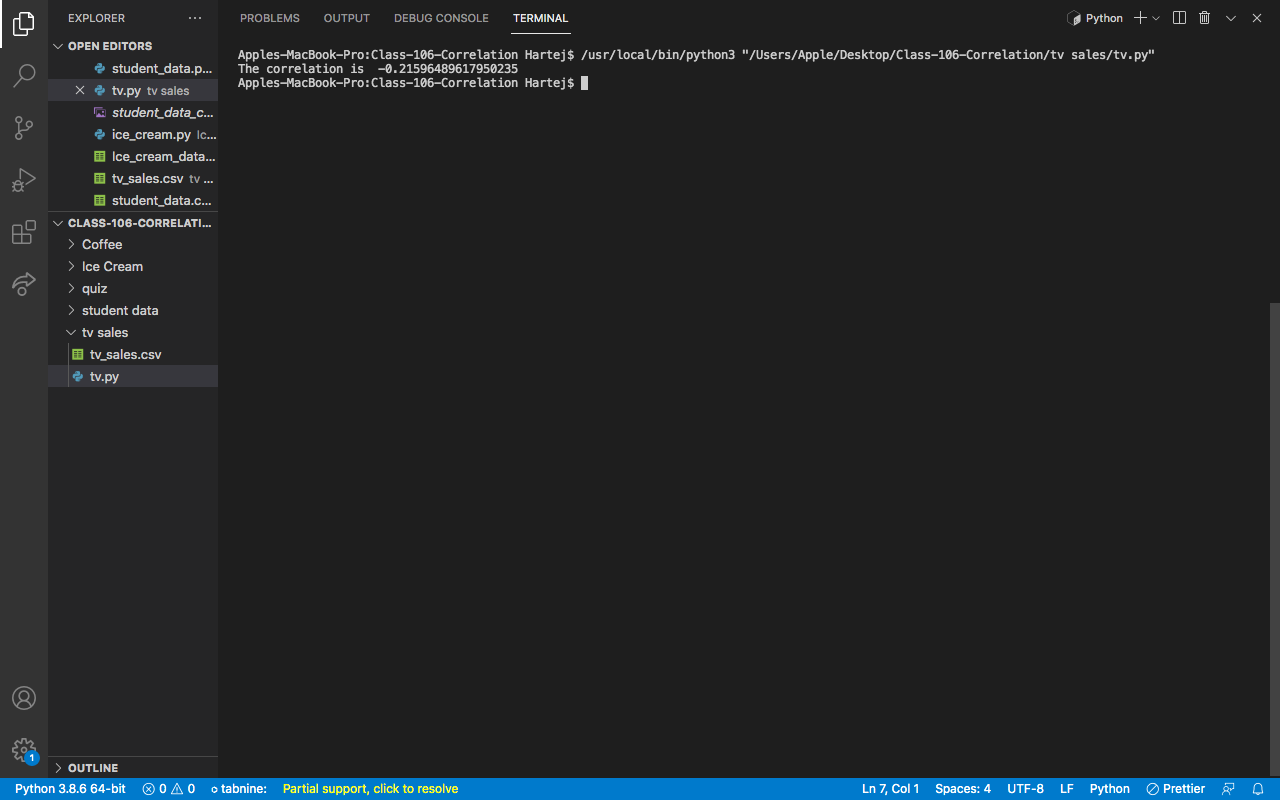 EXPLORER
OPEN EDITORS
student_data.p...
tv.py tv sales
student_data_c...
ice_cream.py Ic...
Ice_cream_data...
tv_sales.csv tv ...
student_data.c...
CLASS-106-CORRELATI...
Coffee
Ice Cream
quiz
student data
tv sales
tv_sales.csv
tv.py
OUTLINE
1
PROBLEMS OUTPUT DEBUG CONSOLE TERMINAL Python
Apples-MacBook-Pro:Class-106-Correlation Hartej$ /usr/local/bin/python3 "/Users/Apple/Desktop/Class-106-Correlation/tv sales/tv.py"
The correlation is  -0.21596489617950235
Apples-MacBook-Pro:Class-106-Correlation Hartej$
Python 3.8.6 64-bit 0 0 tabnine: Partial support, click to resolve Ln 7, Col 1 Spaces: 4 UTF-8 LF Python Prettier